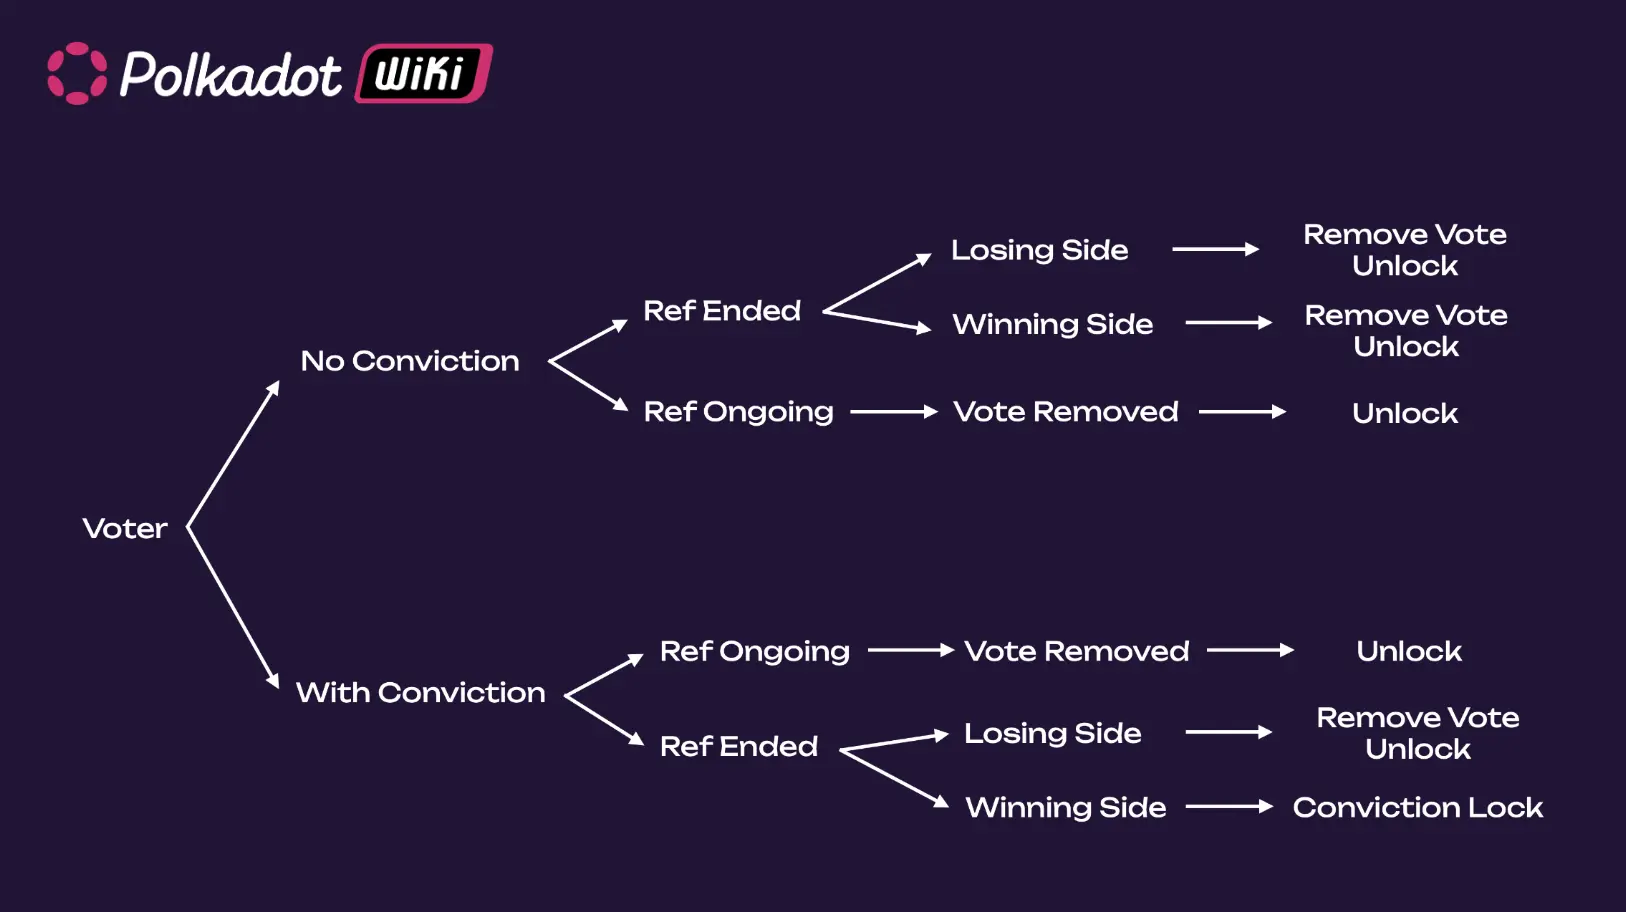 Polkadot Wiki
Losing Side
Remove Vote
Unlock
Ref Ended
Winning Side
Remove Vote
Unlock
No Conviction
Ref Ongoing
Vote Removed
Unlock
Voter
Ref Ongoing
Vote Removed
Unlock
With Conviction
Losing Side
Remove Vote
Unlock
Ref Ended
Winning Side
Conviction Lock